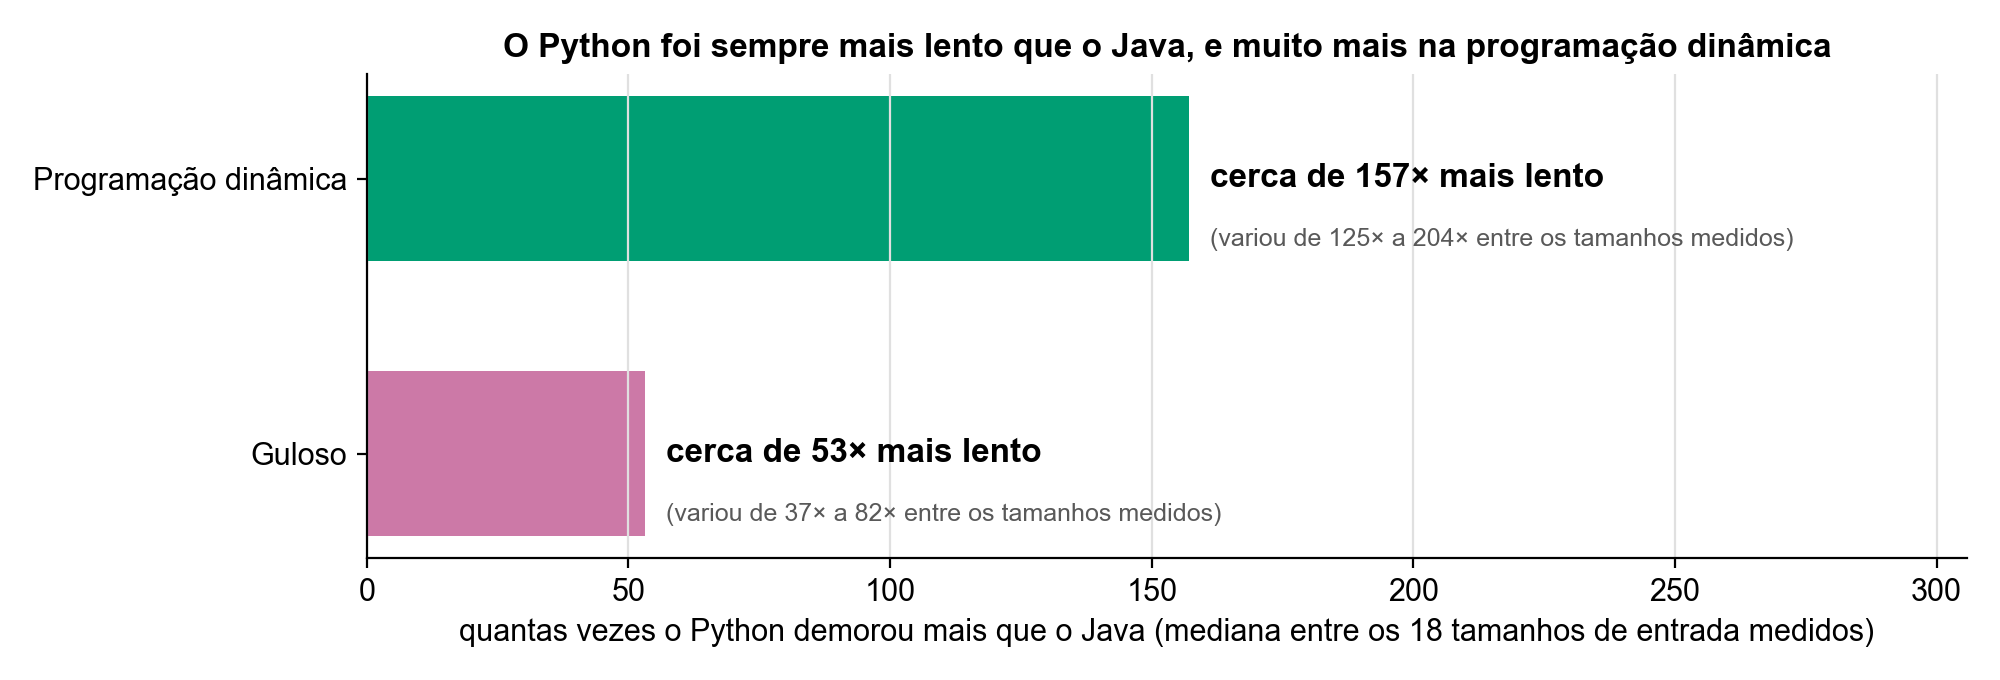 O Python foi sempre mais lento que o Java, e muito mais na programação dinâmica
Programação dinâmica
cerca de 157× mais lento
(variou de 125× a 204× entre os tamanhos medidos)
Guloso
cerca de 53× mais lento
(variou de 37× a 82× entre os tamanhos medidos)
0 50 100 150 200 250 300
quantas vezes o Python demorou mais que o Java (mediana entre os 18 tamanhos de entrada medidos)